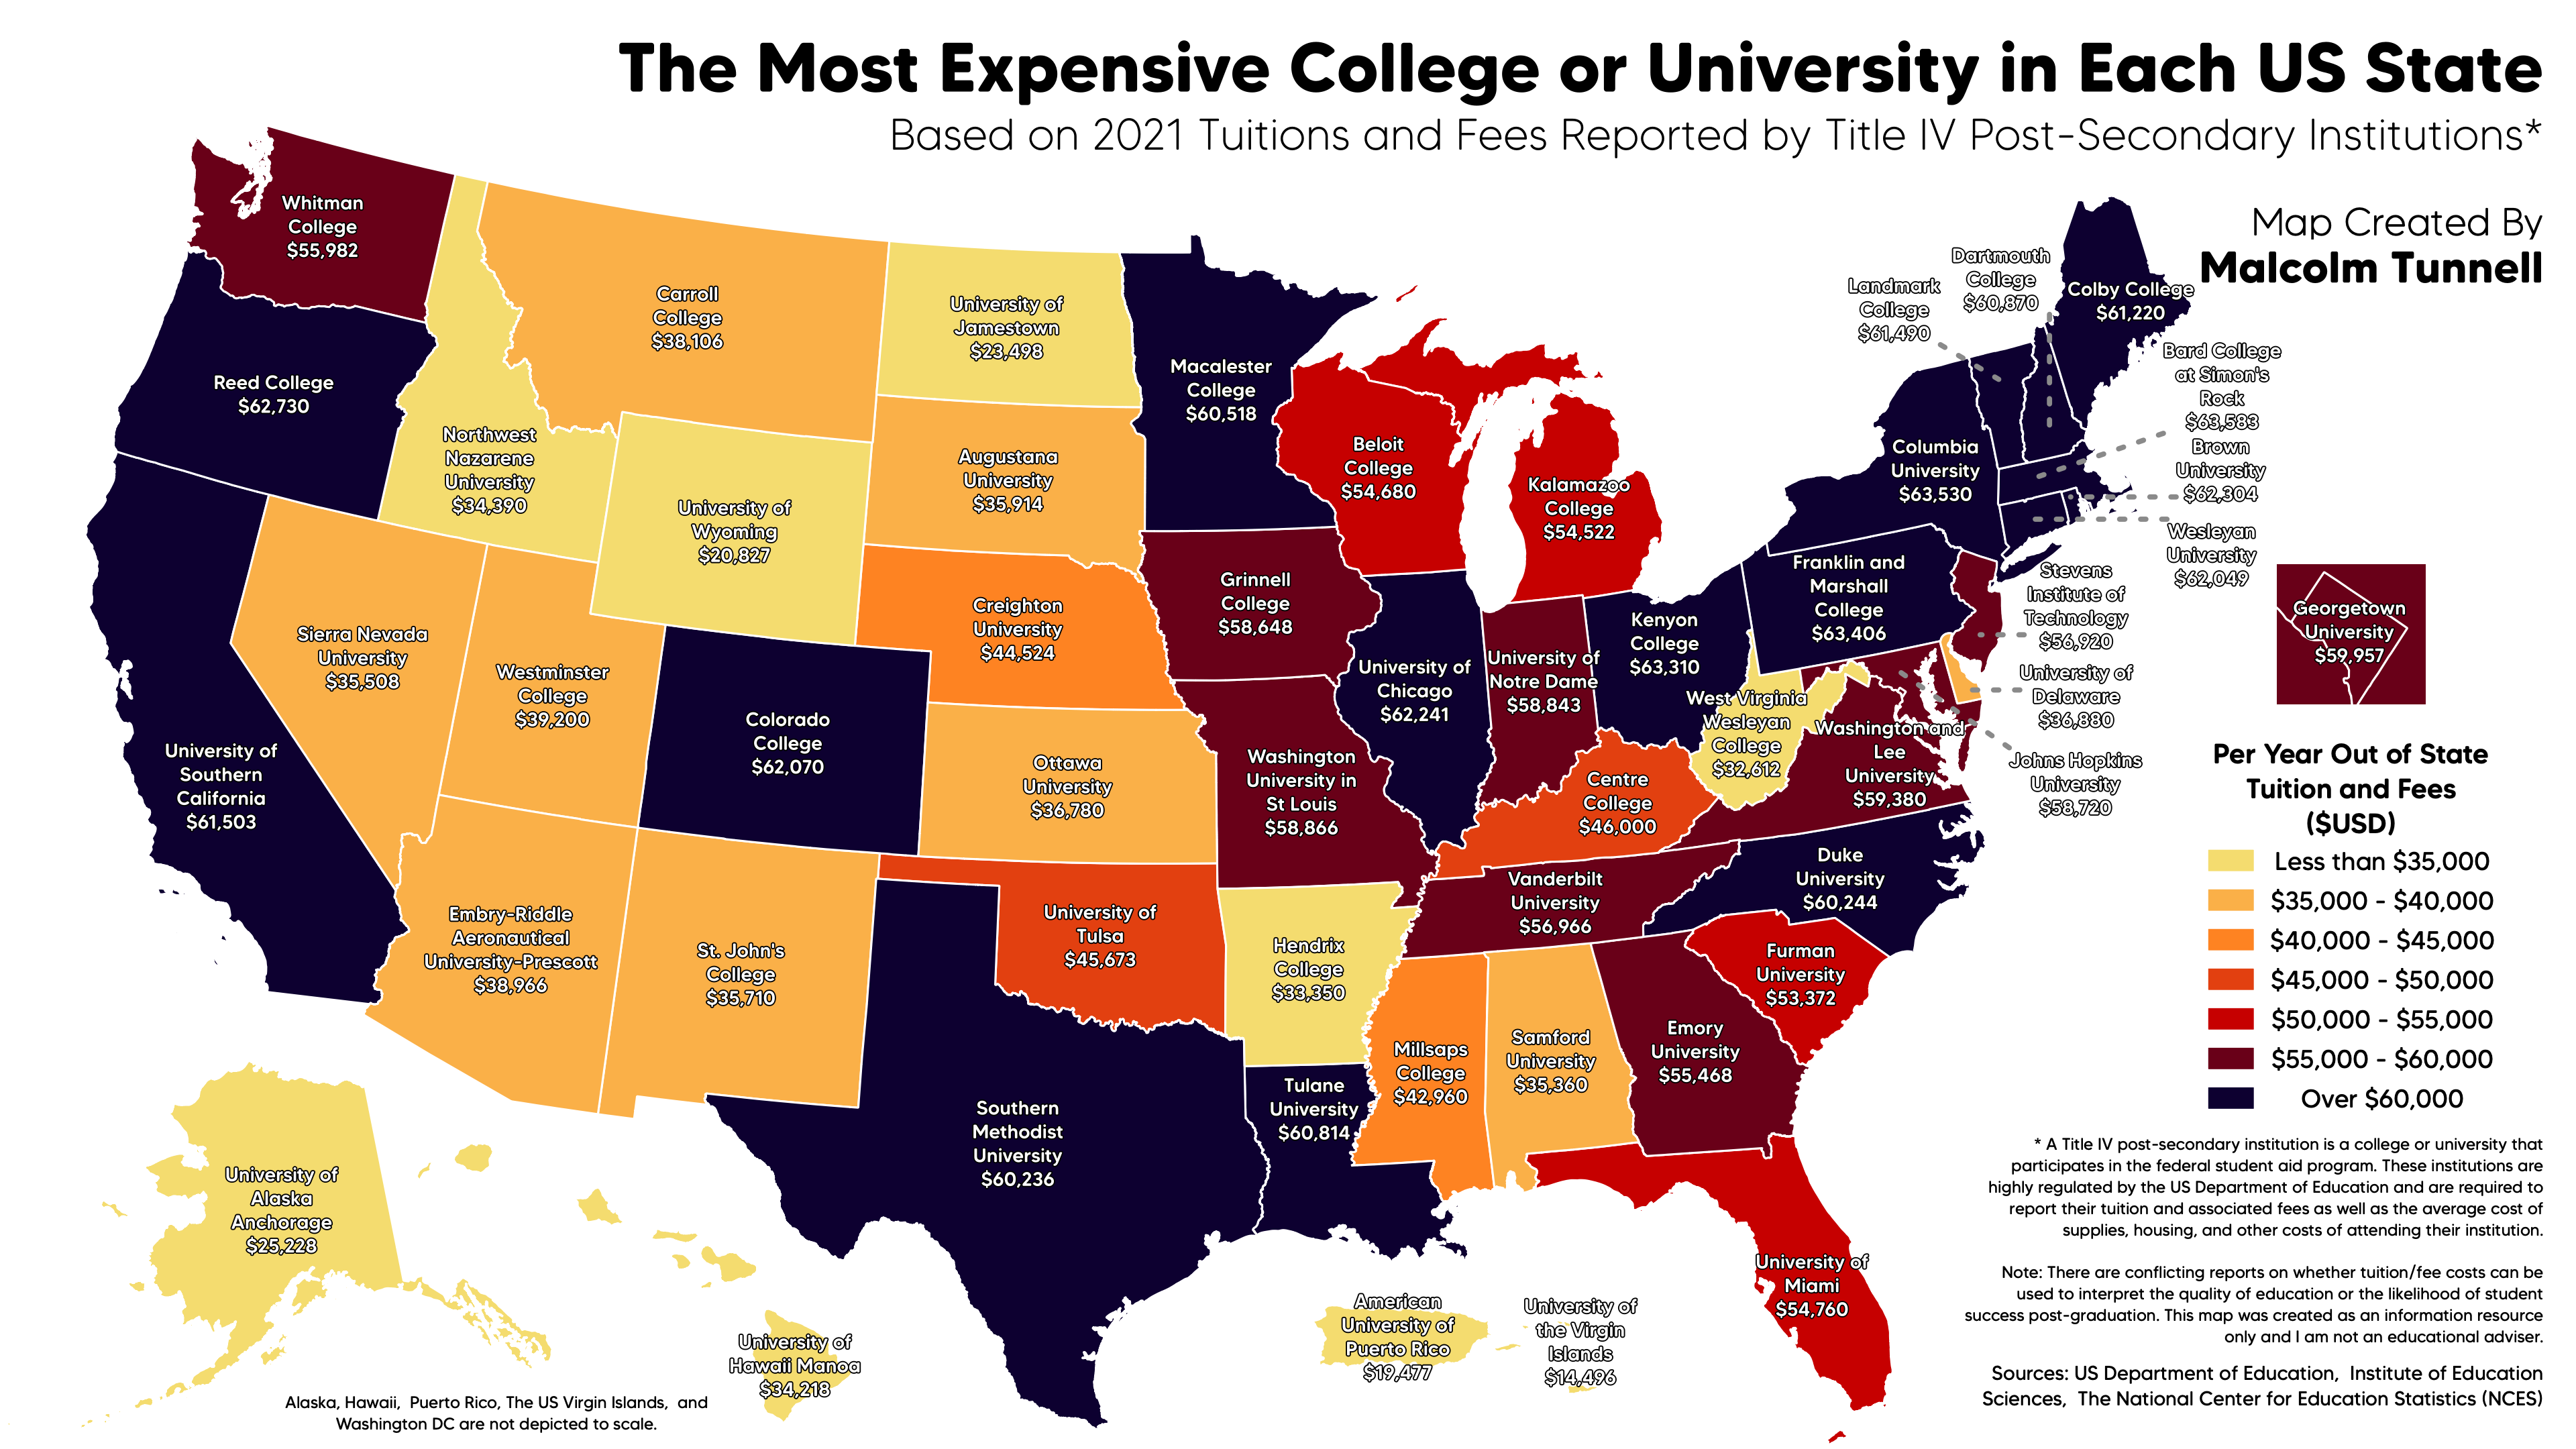 The Most Expensive College or University in Each US State
Based on 2021 Tuitions and Fees Reported by Title IV Post-Secondary Institutions*
Map Created By
Malcolm Tunnell
Whitman
College
$55,982
Reed College
$62,730
Northwest
Nazarene
University
$34,390
Carroll
College
$38,106
University of
Jamestown
$23,498
Augustana
University
$35,914
University of
Wyoming
$20,827
Macalester
College
$60,518
Beloit
College
$54,680
Kalamazoo
College
$54,522
Landmark
College
$61,490
Dartmouth
College
$60,870
Colby College
$61,220
Bard College
at Simon's
Rock
$63,583
Brown
University
$62,304
Wesleyan
University
$62,049
Columbia
University
$63,530
Franklin and
Marshall
College
$63,406
Stevens
Institute of
Technology
$56,920
University of
Delaware
$36,880
Johns Hopkins
University
$58,720
Georgetown
University
$59,957
Sierra Nevada
University
$35,508
Westminster
College
$39,200
Colorado
College
$62,070
Creighton
University
$44,524
Grinnell
College
$58,648
University of
Chicago
$62,241
University of
Notre Dame
$58,843
Kenyon
College
$63,310
West Virginia
Wesleyan
College
$32,612
Washington and
Lee
University
$59,380
University of
Southern
California
$61,503
Ottawa
University
$36,780
Washington
University in
St Louis
$58,866
Centre
College
$46,000
Vanderbilt
University
$56,966
Duke
University
$60,244
Embry-Riddle
Aeronautical
University-Prescott
$38,966
St. John's
College
$35,710
University of
Tulsa
$45,673
Hendrix
College
$33,350
Furman
University
$53,372
Millsaps
College
$42,960
Samford
University
$35,360
Emory
University
$55,468
Southern
Methodist
University
$60,236
Tulane
University
$60,814
University of
Miami
$54,760
University of
Alaska
Anchorage
$25,228
University of
Hawaii Manoa
$34,218
American
University of
Puerto Rico
$19,477
University of
the Virgin
Islands
$14,496
Alaska, Hawaii, Puerto Rico, The US Virgin Islands, and
Washington DC are not depicted to scale.
Per Year Out of State
Tuition and Fees
($USD)
Less than $35,000
$35,000 - $40,000
$40,000 - $45,000
$45,000 - $50,000
$50,000 - $55,000
$55,000 - $60,000
Over $60,000
* A Title IV post-secondary institution is a college or university that
participates in the federal student aid program. These institutions are
highly regulated by the US Department of Education and are required to
report their tuition and associated fees as well as the average cost of
supplies, housing, and other costs of attending their institution.
Note: There are conflicting reports on whether tuition/fee costs can be
used to interpret the quality of education or the likelihood of student
success post-graduation. This map was created as an information resource
only and I am not an educational adviser.
Sources: US Department of Education, Institute of Education
Sciences, The National Center for Education Statistics (NCES)